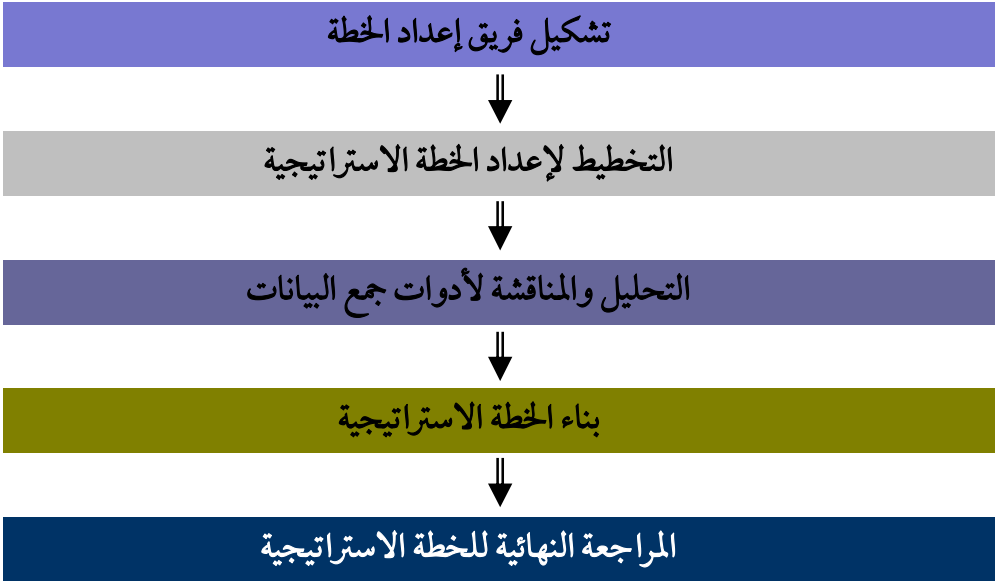 تشكيل فريق إعداد الخطة
التخطيط لإعداد الخطة الاستراتيجية
التحليل والمناقشة لأدوات جمع البيانات
بناء الخطة الاستراتيجية
المراجعة النهائية للخطة الاستراتيجية